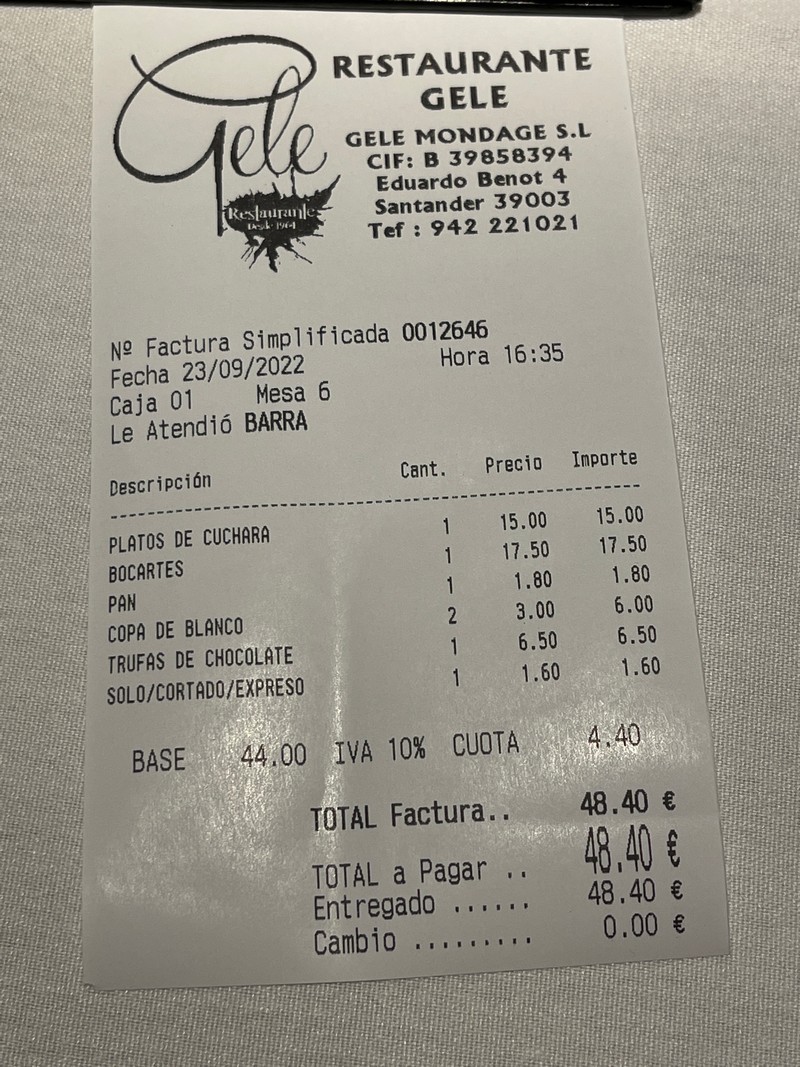 Gele
Restaurante
Desde 1961
RESTAURANTE
GELE
GELE MONDAGE S.L
CIF: B 39858394
Eduardo Benot 4
Santander 39003
Tef : 942 221021
Nº Factura Simplificada 0012646
Fecha 23/09/2022 Hora 16:35
Caja 01 Mesa 6
Le Atendió BARRA
Descripción Cant. Precio Importe
PLATOS DE CUCHARA 1 15.00 15.00
BOCARTES 1 17.50 17.50
PAN 1 1.80 1.80
COPA DE BLANCO 2 3.00 6.00
TRUFAS DE CHOCOLATE 1 6.50 6.50
SOLO/CORTADO/EXPRESO 1 1.60 1.60
BASE 44.00 IVA 10% CUOTA 4.40
TOTAL Factura.. 48.40 €
TOTAL a Pagar .. 48.40 €
Entregado ...... 48.40 €
Cambio ......... 0.00 €